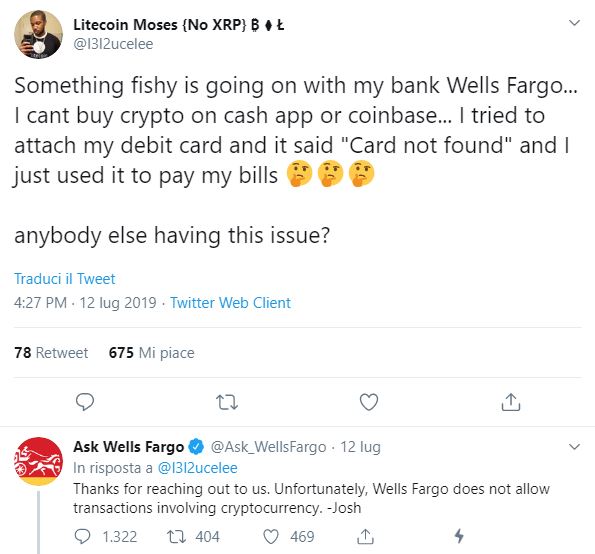 Litecoin Moses {No XRP} ₿ ♦ Ł
@I3I2ucelee
Something fishy is going on with my bank Wells Fargo...
I cant buy crypto on cash app or coinbase... I tried to
attach my debit card and it said "Card not found" and I
just used it to pay my bills 🤔🤔🤔
anybody else having this issue?
Traduci il Tweet
4:27 PM · 12 lug 2019 · Twitter Web Client
78 Retweet 675 Mi piace
Ask Wells Fargo @Ask_WellsFargo · 12 lug
In risposta a @I3I2ucelee
Thanks for reaching out to us. Unfortunately, Wells Fargo does not allow
transactions involving cryptocurrency. -Josh
1.322 404 469